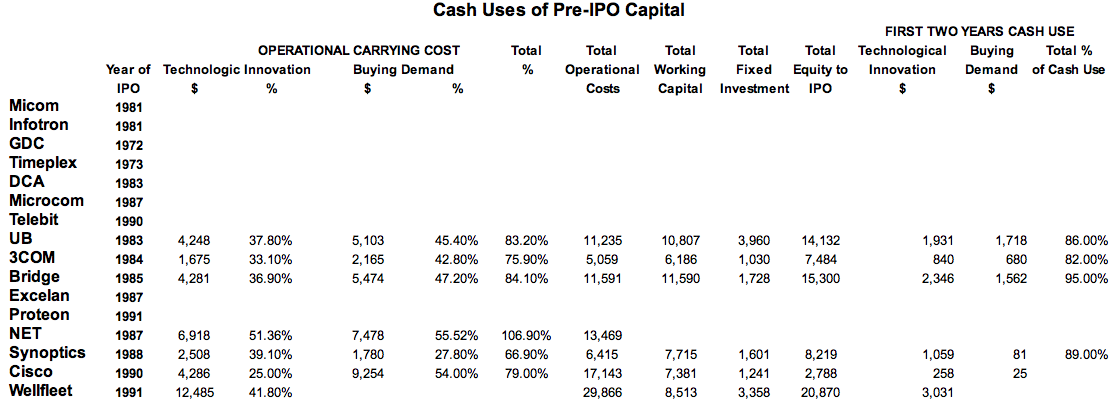 Cash Uses of Pre-IPO Capital
FIRST TWO YEARS CASH USE
OPERATIONAL CARRYING COST Total Total Total Total Total Technological Buying Total %
Year of Technologic Innovation Buying Demand % Operational Working Fixed Equity to Innovation Demand of Cash Use
IPO $ % $ % Costs Capital Investment IPO $ $
Micom 1981
Infotron 1981
GDC 1972
Timeplex 1973
DCA 1983
Microcom 1987
Telebit 1990
UB 1983 4,248 37.80% 5,103 45.40% 83.20% 11,235 10,807 3,960 14,132 1,931 1,718 86.00%
3COM 1984 1,675 33.10% 2,165 42.80% 75.90% 5,059 6,186 1,030 7,484 840 680 82.00%
Bridge 1985 4,281 36.90% 5,474 47.20% 84.10% 11,591 11,590 1,728 15,300 2,346 1,562 95.00%
Excelan 1987
Proteon 1991
NET 1987 6,918 51.36% 7,478 55.52% 106.90% 13,469
Synoptics 1988 2,508 39.10% 1,780 27.80% 66.90% 6,415 7,715 1,601 8,219 1,059 81 89.00%
Cisco 1990 4,286 25.00% 9,254 54.00% 79.00% 17,143 7,381 1,241 2,788 258 25
Wellfleet 1991 12,485 41.80% 29,866 8,513 3,358 20,870 3,031